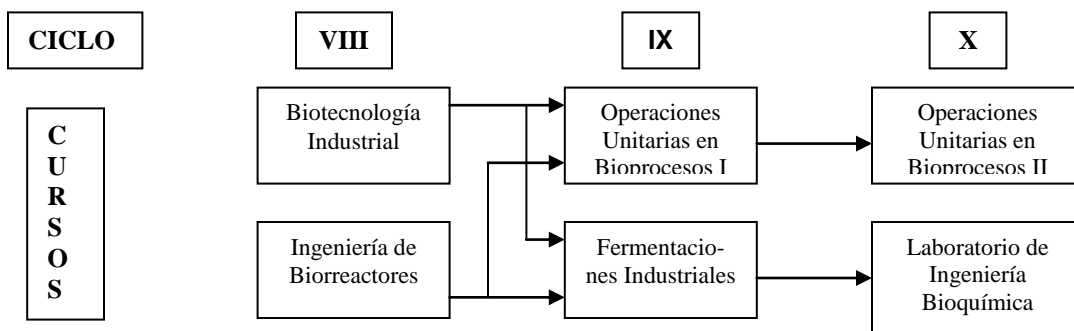 CICLO
VIII
IX
X
C
U
R
S
O
S
Biotecnología
Industrial
Operaciones
Unitarias en
Bioprocesos I
Operaciones
Unitarias en
Bioprocesos II
Ingeniería de
Biorreactores
Fermentacio-
nes Industriales
Laboratorio de
Ingeniería
Bioquímica